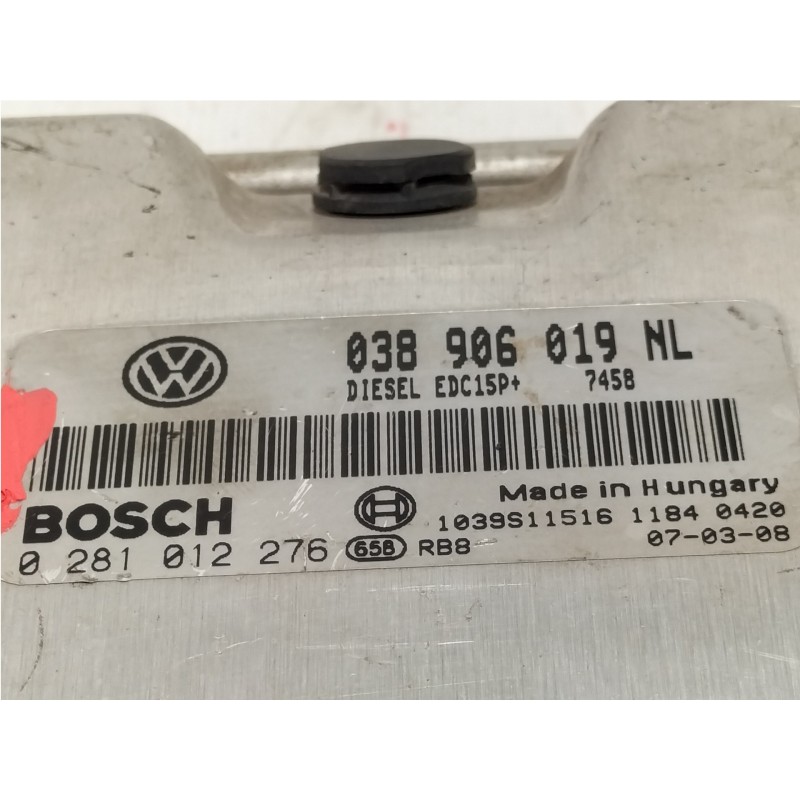 038 906 019 NL
DIESEL EDC15P+ 7458
BOSCH
Made in Hungary
1039S11516 1184 0420
0 281 012 276 658 RB8 07-03-08